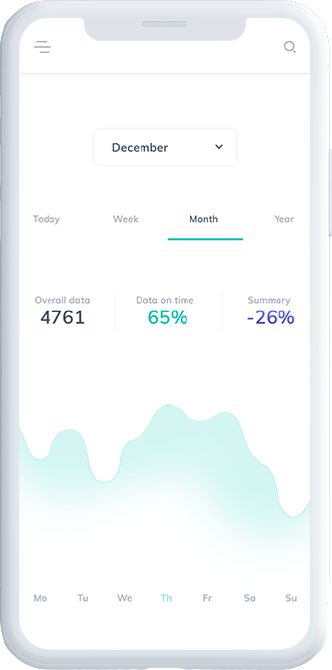 December
Today Week Month Year
Overall data Data on time Summary
4761 65% -26%
Mo Tu We Th Fr Sa Su